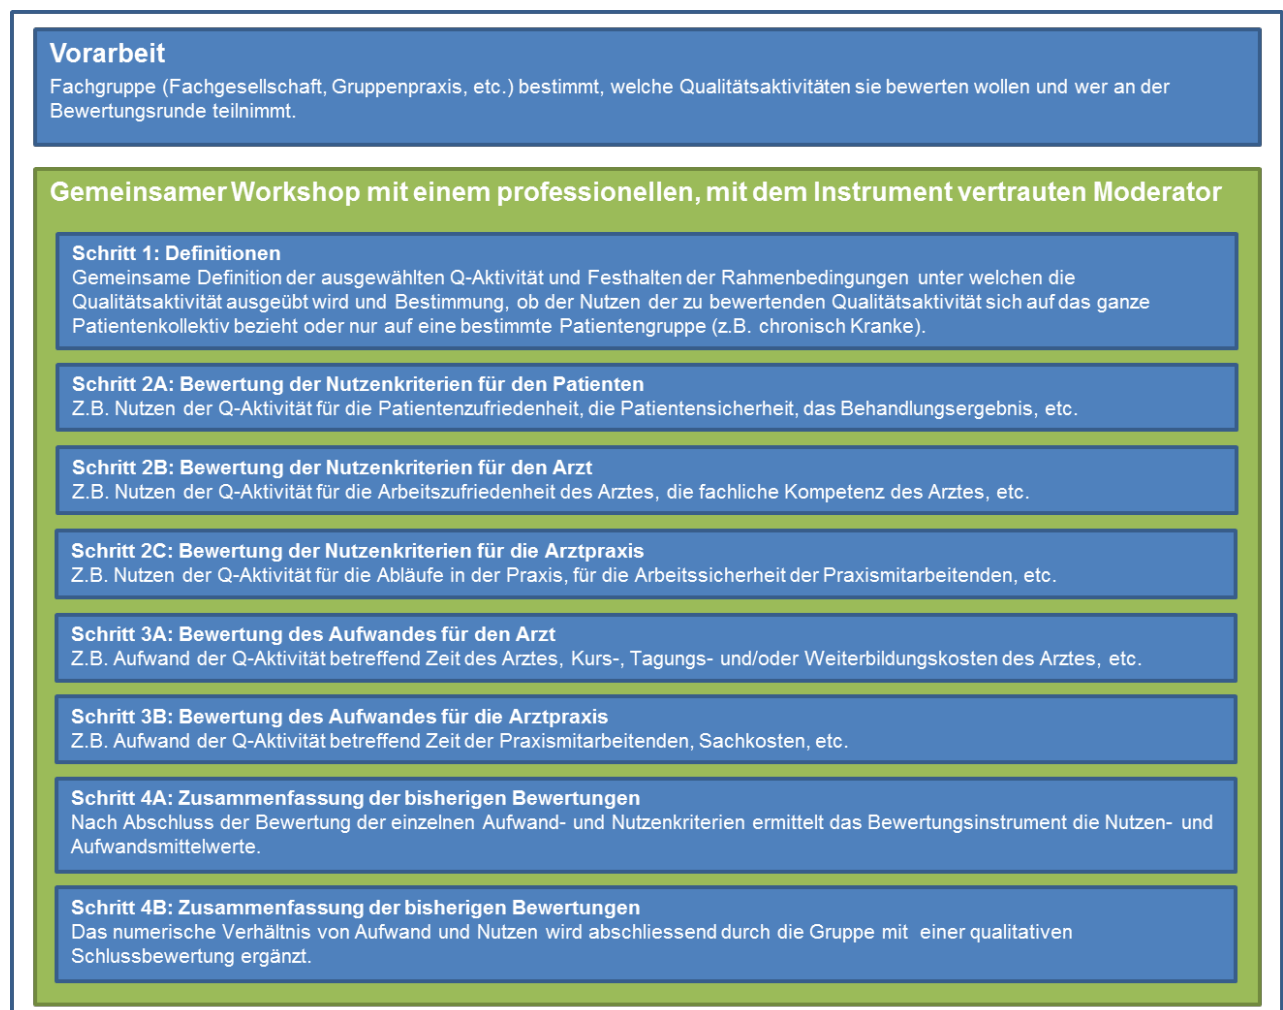 Vorarbeit
Fachgruppe (Fachgesellschaft, Gruppenpraxis, etc.) bestimmt, welche Qualitätsaktivitäten sie bewerten wollen und wer an der
Bewertungsrunde teilnimmt.
Gemeinsamer Workshop mit einem professionellen, mit dem Instrument vertrauten Moderator
Schritt 1: Definitionen
Gemeinsame Definition der ausgewählten Q-Aktivität und Festhalten der Rahmenbedingungen unter welchen die
Qualitätsaktivität ausgeübt wird und Bestimmung, ob der Nutzen der zu bewertenden Qualitätsaktivität sich auf das ganze
Patientenkollektiv bezieht oder nur auf eine bestimmte Patientengruppe (z.B. chronisch Kranke).
Schritt 2A: Bewertung der Nutzenkriterien für den Patienten
Z.B. Nutzen der Q-Aktivität für die Patientenzufriedenheit, die Patientensicherheit, das Behandlungsergebnis, etc.
Schritt 2B: Bewertung der Nutzenkriterien für den Arzt
Z.B. Nutzen der Q-Aktivität für die Arbeitszufriedenheit des Arztes, die fachliche Kompetenz des Arztes, etc.
Schritt 2C: Bewertung der Nutzenkriterien für die Arztpraxis
Z.B. Nutzen der Q-Aktivität für die Abläufe in der Praxis, für die Arbeitssicherheit der Praxismitarbeitenden, etc.
Schritt 3A: Bewertung des Aufwandes für den Arzt
Z.B. Aufwand der Q-Aktivität betreffend Zeit des Arztes, Kurs-, Tagungs- und/oder Weiterbildungskosten des Arztes, etc.
Schritt 3B: Bewertung des Aufwandes für die Arztpraxis
Z.B. Aufwand der Q-Aktivität betreffend Zeit der Praxismitarbeitenden, Sachkosten, etc.
Schritt 4A: Zusammenfassung der bisherigen Bewertungen
Nach Abschluss der Bewertung der einzelnen Aufwand- und Nutzenkriterien ermittelt das Bewertungsinstrument die Nutzen- und
Aufwandsmittelwerte.
Schritt 4B: Zusammenfassung der bisherigen Bewertungen
Das numerische Verhältnis von Aufwand und Nutzen wird abschliessend durch die Gruppe mit einer qualitativen
Schlussbewertung ergänzt.